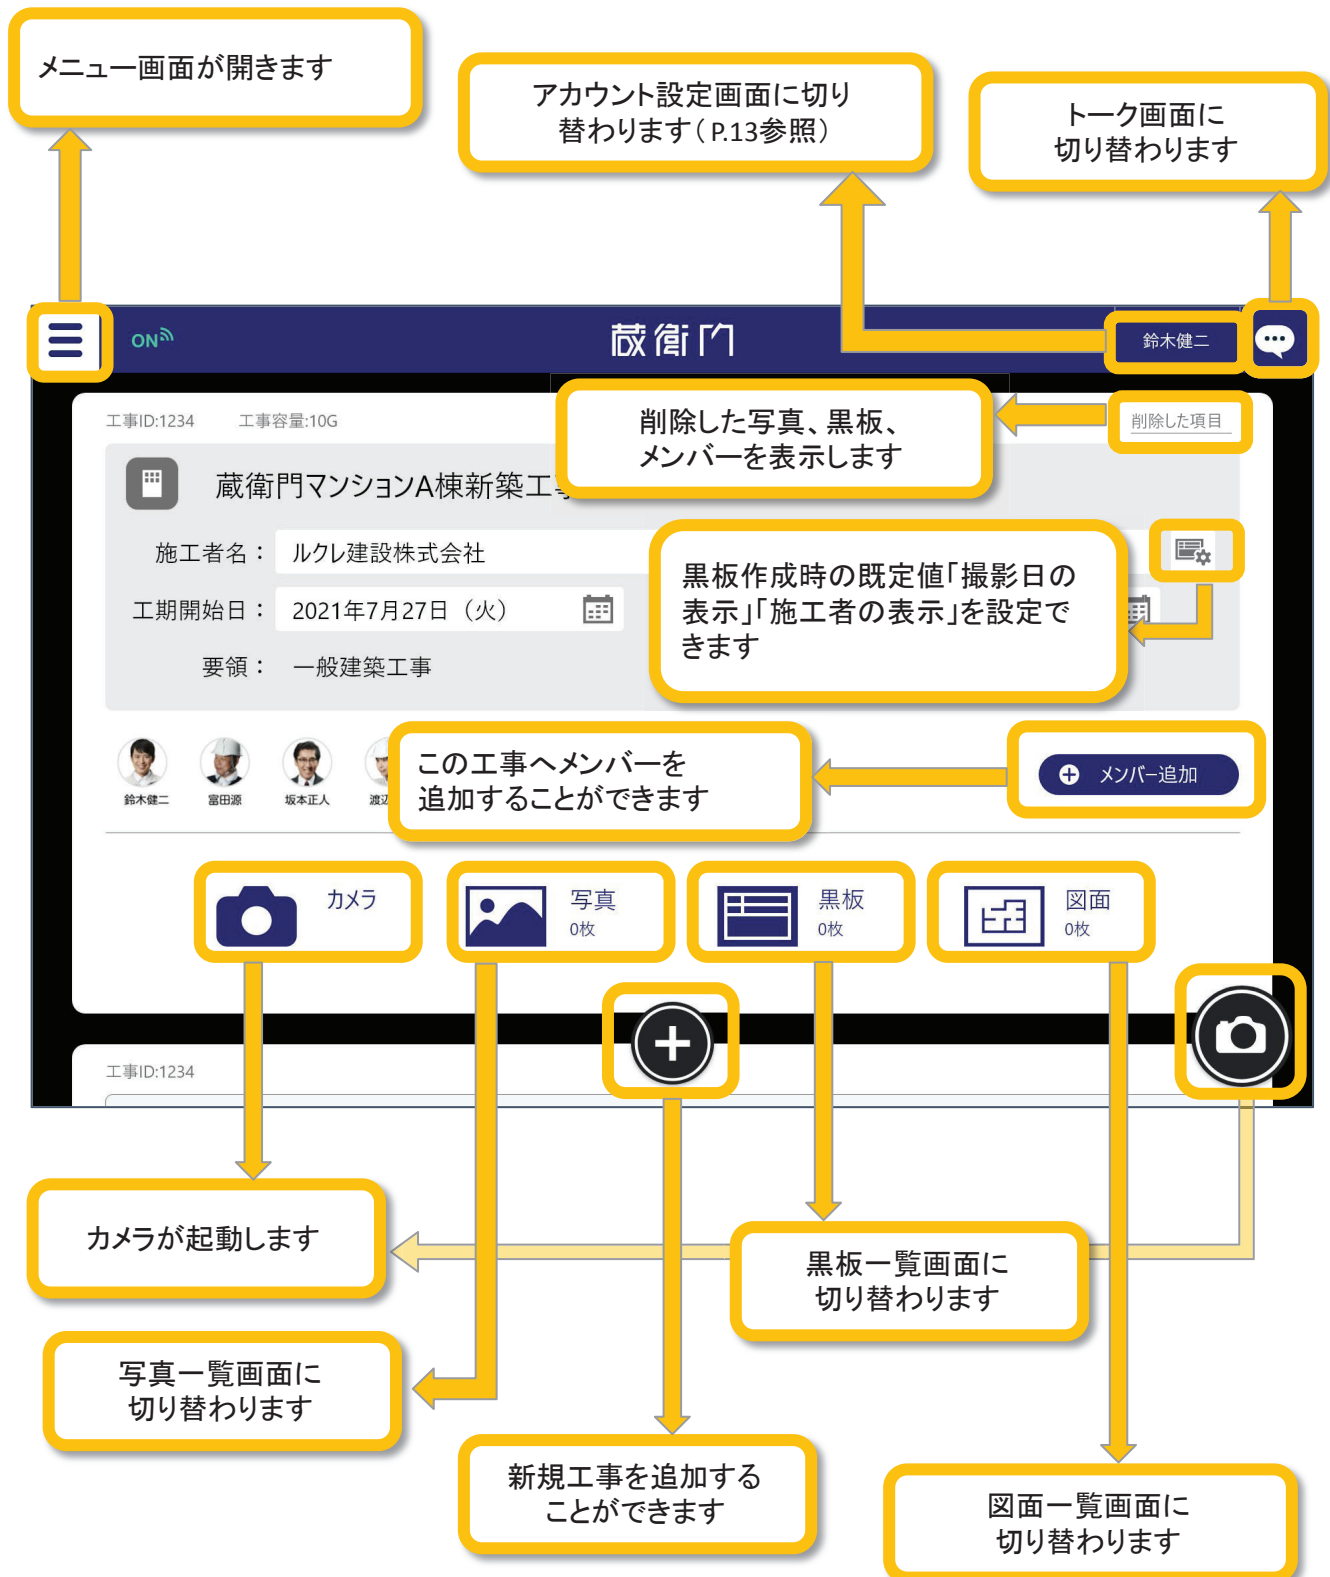 メニュー画面が開きます
アカウント設定画面に切り
替わります（P.13参照）
トーク画面に
切り替わります
ON
蔵衛門
鈴木健二
工事ID:1234
工事容量:10G
削除した写真、黒板、
メンバーを表示します
削除した項目
蔵衛門マンションA棟新築工事
施工者名：
ルクレ建設株式会社
黒板作成時の既定値「撮影日の
表示」「施工者の表示」を設定で
きます
工期開始日：
2021年7月27日（火）
要領：
一般建築工事
この工事へメンバーを
追加することができます
メンバー追加
鈴木健二
富田源
坂本正人
渡辺
カメラ
写真
0枚
黒板
0枚
図面
0枚
工事ID:1234
カメラが起動します
黒板一覧画面に
切り替わります
写真一覧画面に
切り替わります
新規工事を追加する
ことができます
図面一覧画面に
切り替わります